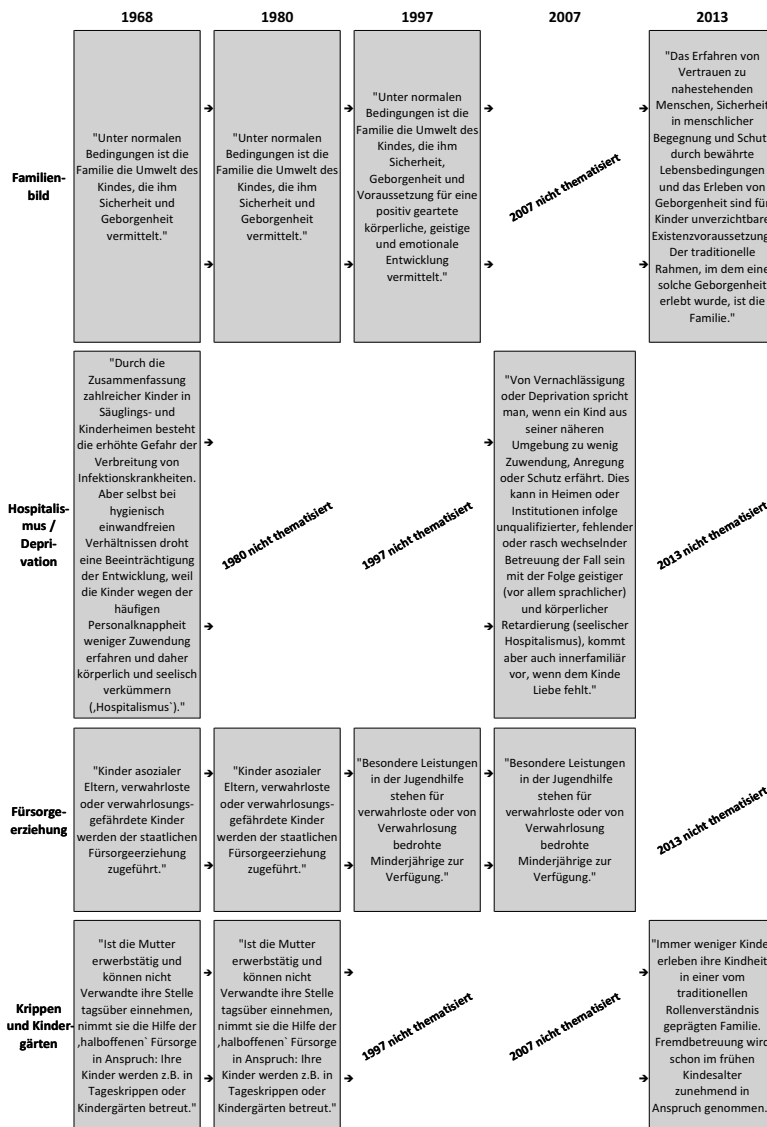 1968
1980
1997
2007
2013
Familien-
bild
"Unter normalen
Bedingungen ist die
Familie die Umwelt des
Kindes, die ihm
Sicherheit und
Geborgenheit
vermittelt."
"Unter normalen
Bedingungen ist die
Familie die Umwelt des
Kindes, die ihm
Sicherheit und
Geborgenheit
vermittelt."
"Unter normalen
Bedingungen ist die
Familie die Umwelt des
Kindes, die ihm
Sicherheit,
Geborgenheit und
Voraussetzung für eine
positiv geartete
körperliche, geistige
und emotionale
Entwicklung
vermittelt."
2007 nicht thematisiert
"Das Erfahren von
Vertrauen zu
nahestehenden
Menschen, Sicherheit
in menschlicher
Begegnung und Schutz
durch bewährte
Lebensbedingungen
und das Erleben von
Geborgenheit sind für
Kinder unverzichtbare
Existenzvoraussetzung.
Der traditionelle
Rahmen, im dem eine
solche Geborgenheit
erlebt wurde, ist die
Familie."
Hospitalis-
mus /
Depri-
vation
"Durch die
Zusammenfassung
zahlreicher Kinder in
Säuglings- und
Kinderheimen besteht
die erhöhte Gefahr der
Verbreitung von
Infektionskrankheiten.
Aber selbst bei
hygienisch
einwandfreien
Verhältnissen droht
eine Beeinträchtigung
der Entwicklung, weil
die Kinder wegen der
häufigen
Personalknappheit
weniger Zuwendung
erfahren und daher
körperlich und seelisch
verkümmern
(‚Hospitalismus`)."
1980 nicht thematisiert
1997 nicht thematisiert
"Von Vernachlässigung
oder Deprivation spricht
man, wenn ein Kind aus
seiner näheren
Umgebung zu wenig
Zuwendung, Anregung
oder Schutz erfährt. Dies
kann in Heimen oder
Institutionen infolge
unqualifizierter, fehlender
oder rasch wechselnder
Betreuung der Fall sein
mit der Folge geistiger
(vor allem sprachlicher)
und körperlicher
Retardierung (seelischer
Hospitalismus), kommt
aber auch innerfamiliär
vor, wenn dem Kinde
Liebe fehlt."
2013 nicht thematisiert
Fürsorge-
erziehung
"Kinder asozialer
Eltern, verwahrloste
oder verwahrlosungs-
gefährdete Kinder
werden der staatlichen
Fürsorgeerziehung
zugeführt."
"Kinder asozialer
Eltern, verwahrloste
oder verwahrlosungs-
gefährdete Kinder
werden der staatlichen
Fürsorgeerziehung
zugeführt."
"Besondere Leistungen
in der Jugendhilfe
stehen für
verwahrloste oder von
Verwahrlosung
bedrohte
Minderjährige zur
Verfügung."
"Besondere Leistungen
in der Jugendhilfe
stehen für
verwahrloste oder von
Verwahrlosung
bedrohte
Minderjährige zur
Verfügung."
2013 nicht thematisiert
Krippen
und Kinder-
gärten
"Ist die Mutter
erwerbstätig und
können nicht
Verwandte ihre Stelle
tagsüber einnehmen,
nimmt sie die Hilfe der
‚halboffenen` Fürsorge
in Anspruch: Ihre
Kinder werden z.B. in
Tageskrippen oder
Kindergärten betreut."
"Ist die Mutter
erwerbstätig und
können nicht
Verwandte ihre Stelle
tagsüber einnehmen,
nimmt sie die Hilfe der
‚halboffenen` Fürsorge
in Anspruch: Ihre
Kinder werden z.B. in
Tageskrippen oder
Kindergärten betreut."
1997 nicht thematisiert
2007 nicht thematisiert
"Immer weniger Kinder
erleben ihre Kindheit
in einer vom
traditionellen
Rollenverständnis
geprägten Familie.
Fremdbetreuung wird
schon im frühen
Kindesalter
zunehmend in
Anspruch genommen.